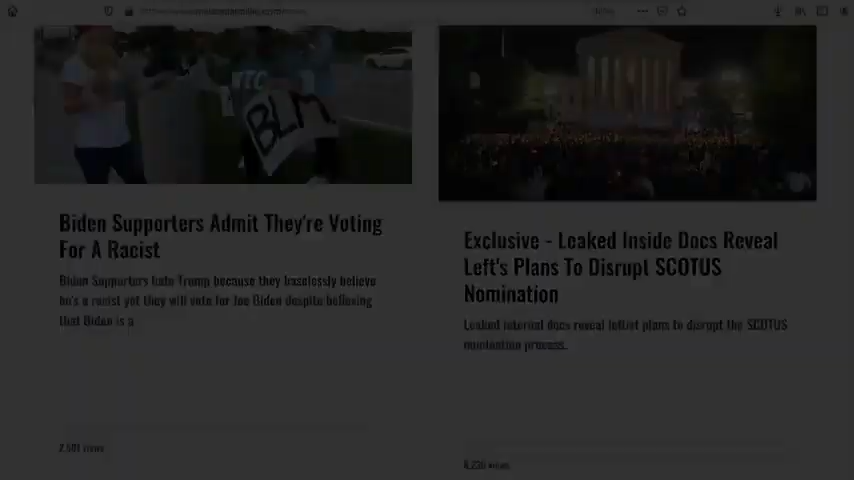 BLM
Biden Supporters Admit They're Voting
For A Racist
Biden Supporters hate Trump because they baselessly believe
he's a racist yet they will vote for Joe Biden despite believing
that Biden is a
Exclusive - Leaked Inside Docs Reveal
Left's Plans To Disrupt SCOTUS
Nomination
Leaked internal docs reveal leftist plans to disrupt the SCOTUS
nomination process.
views
views